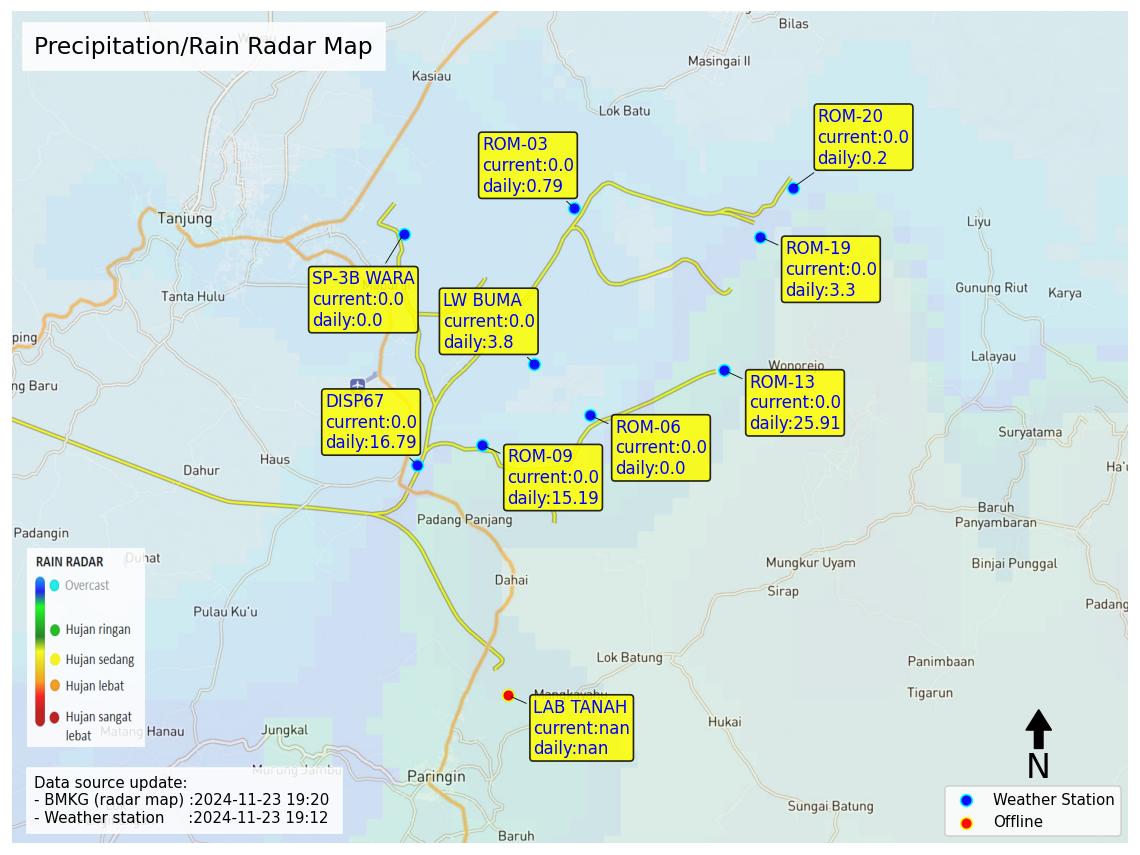 Precipitation/Rain Radar Map
Bilas
Masingai II
Kasiau
Lok Batu
ROM-20
current:0.0
daily:0.2
ROM-03
current:0.0
daily:0.79
Tanjung
Liyu
ROM-19
current:0.0
daily:3.3
SP-3B WARA
current:0.0
daily:0.0
Tanta Hulu
Gunung Riut
Karya
LW BUMA
current:0.0
daily:3.8
ping
Lalayau
Wonorejo
ng Baru
ROM-13
current:0.0
daily:25.91
DISP67
current:0.0
daily:16.79
ROM-06
current:0.0
daily:0.0
Suryatama
ROM-09
current:0.0
daily:15.19
Haus
Dahur
Ha'u
Baruh
Panyambaran
Padang Panjang
Padangin
Duhat
Mungkur Uyam
Binjai Punggal
Dahai
Sirap
Padang
Pulau Ku'u
RAIN RADAR
Overcast
Hujan ringan
Hujan sedang
Hujan lebat
Hujan sangat
lebat
Lok Batung
Panimbaan
Tigarun
Mangkayahu
LAB TANAH
current:nan
daily:nan
Hukai
Matang Hanau
Jungkal
Murung Jambu
Paringin
N
Data source update:
- BMKG (radar map) :2024-11-23 19:20
- Weather station :2024-11-23 19:12
Sungai Batung
Weather Station
Offline
Baruh